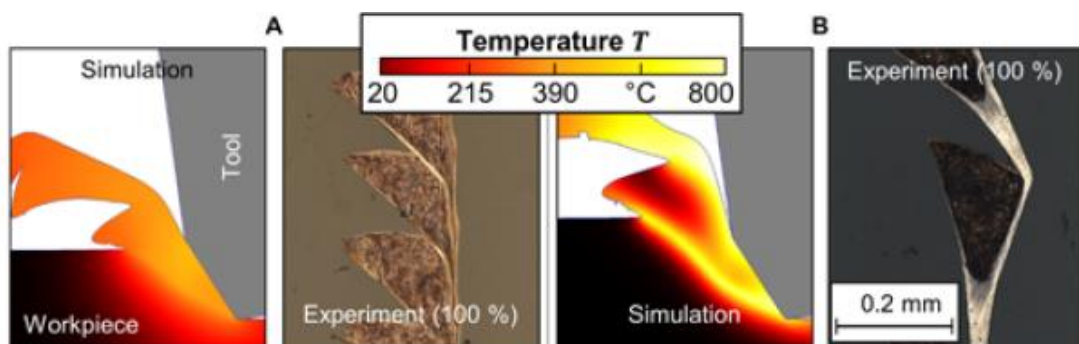 A
B
Simulation
Tool
Workpiece
Experiment (100 %)
Temperature T
20 215 390 °C 800
Simulation
Experiment (100 %)
0.2 mm